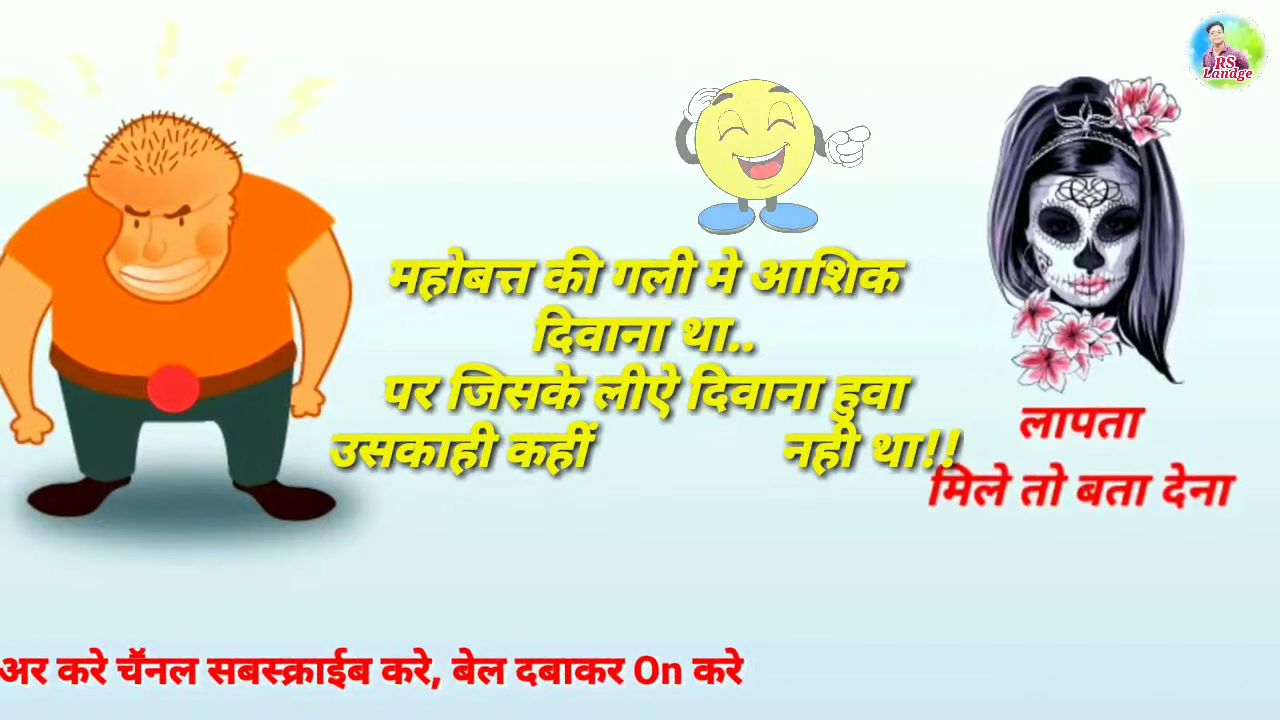 RS
Landge
महोबत्त की गली मे आशिक
दिवाना था..
पर जिसके लीऐ दिवाना हुवा
उसकाही कहीं नही था!!
लापता
मिले तो बता देना
अर करे चॅनल सबस्क्राईब करे, बेल दबाकर On करे